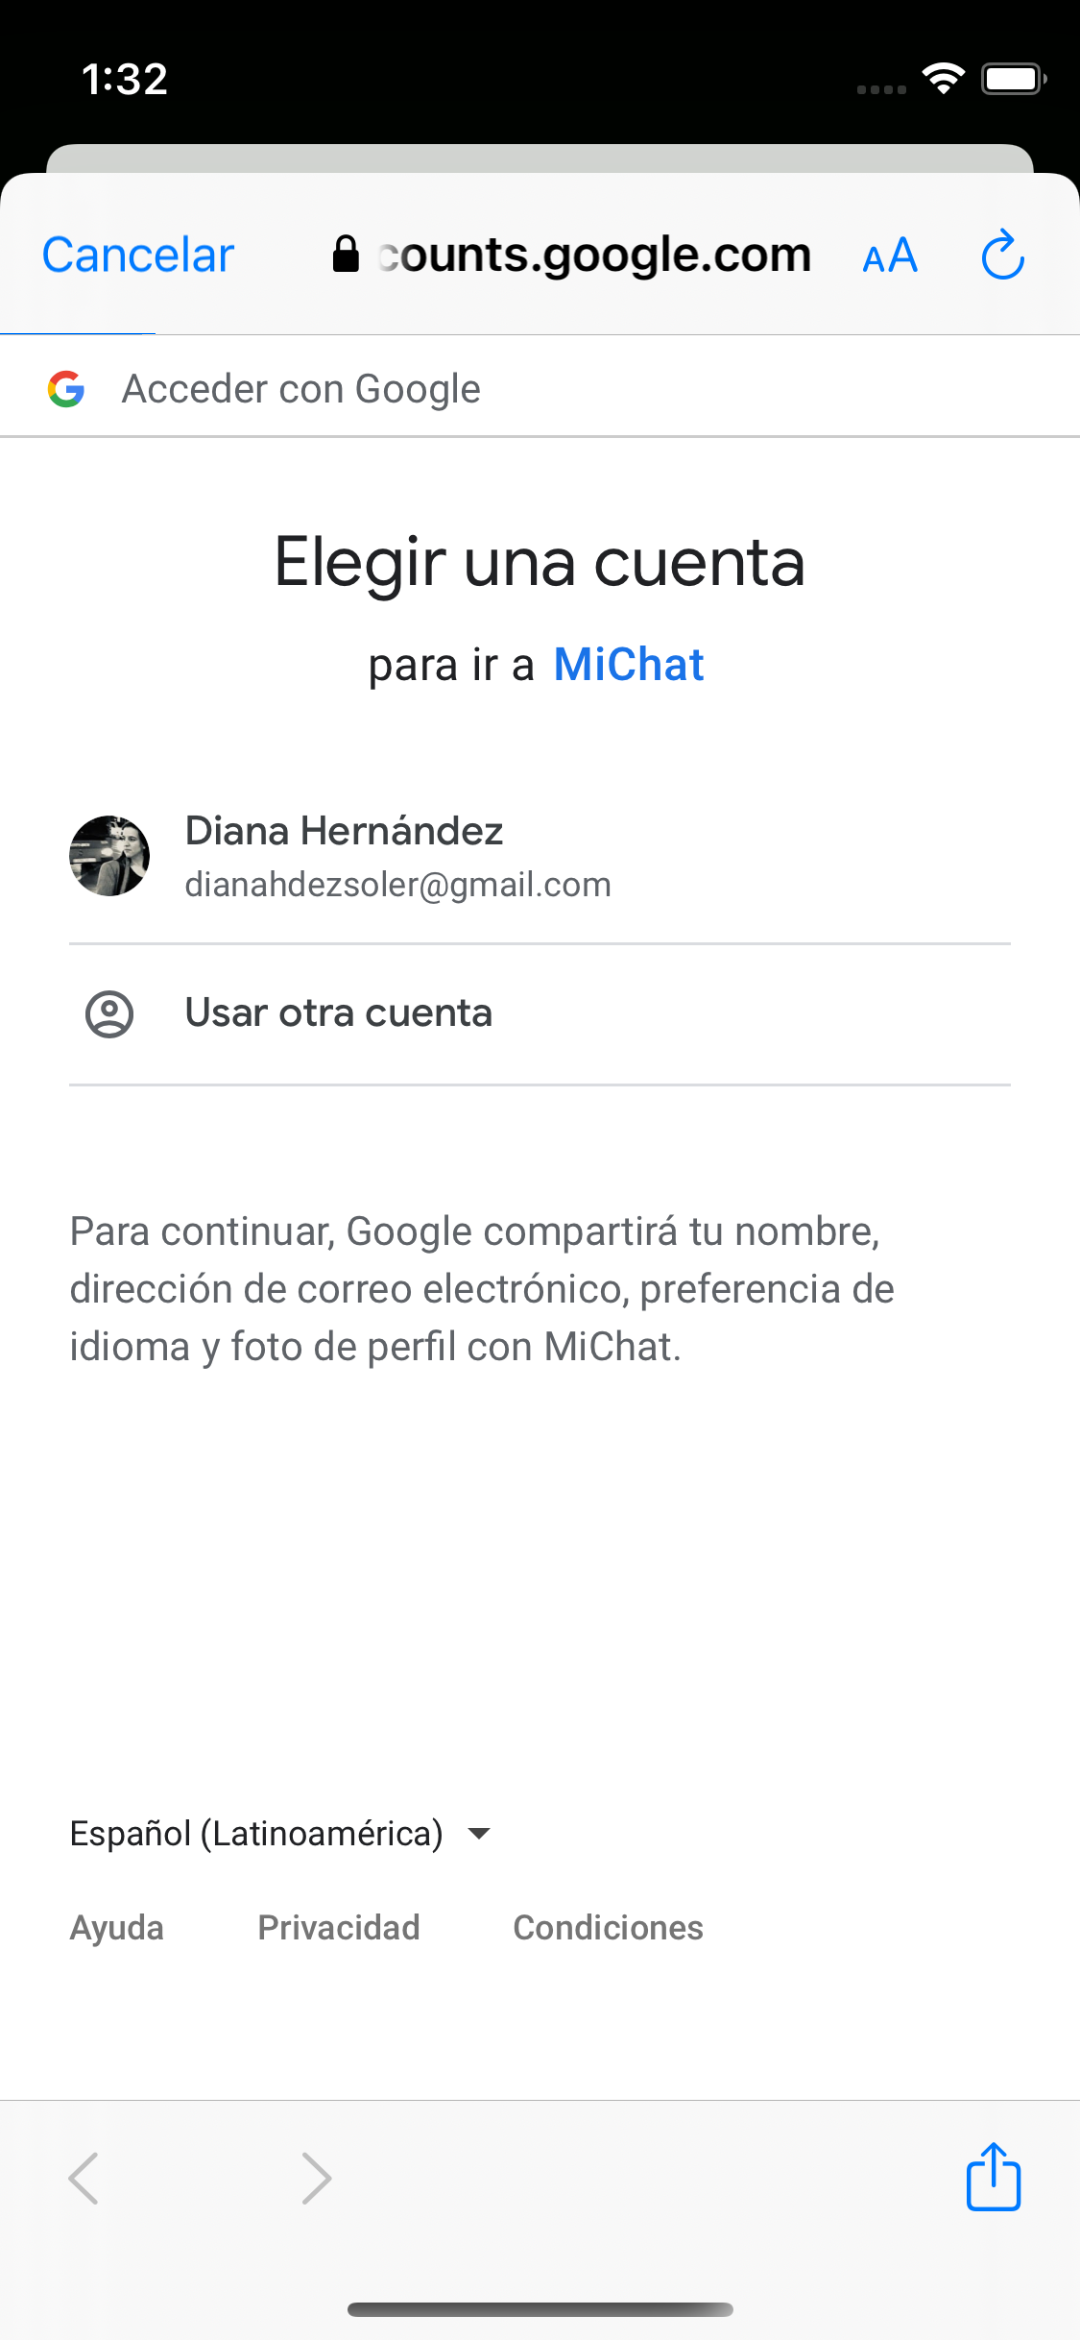 1:32
Cancelar
counts.google.com
AA
Acceder con Google
Elegir una cuenta
para ir a MiChat
Diana Hernández
dianahdezsoler@gmail.com
Usar otra cuenta
Para continuar, Google compartirá tu nombre,
dirección de correo electrónico, preferencia de
idioma y foto de perfil con MiChat.
Español (Latinoamérica)
Ayuda Privacidad Condiciones